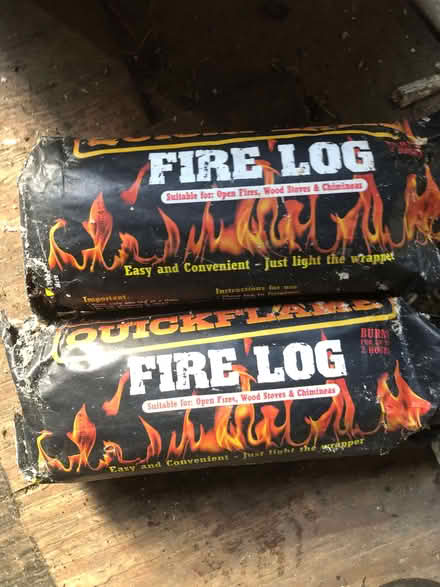 FIRE LOG
Suitable for: Open Fires, Wood Stoves & Chimineas
Easy and Convenient - Just light the wrapper
Important:
Instructions for use
QUICKFLAME
FIRE LOG
BURNS
2 HOURS
Suitable for: Open Fires, Wood Stoves & Chimineas
Easy and Convenient - Just light the wrapper